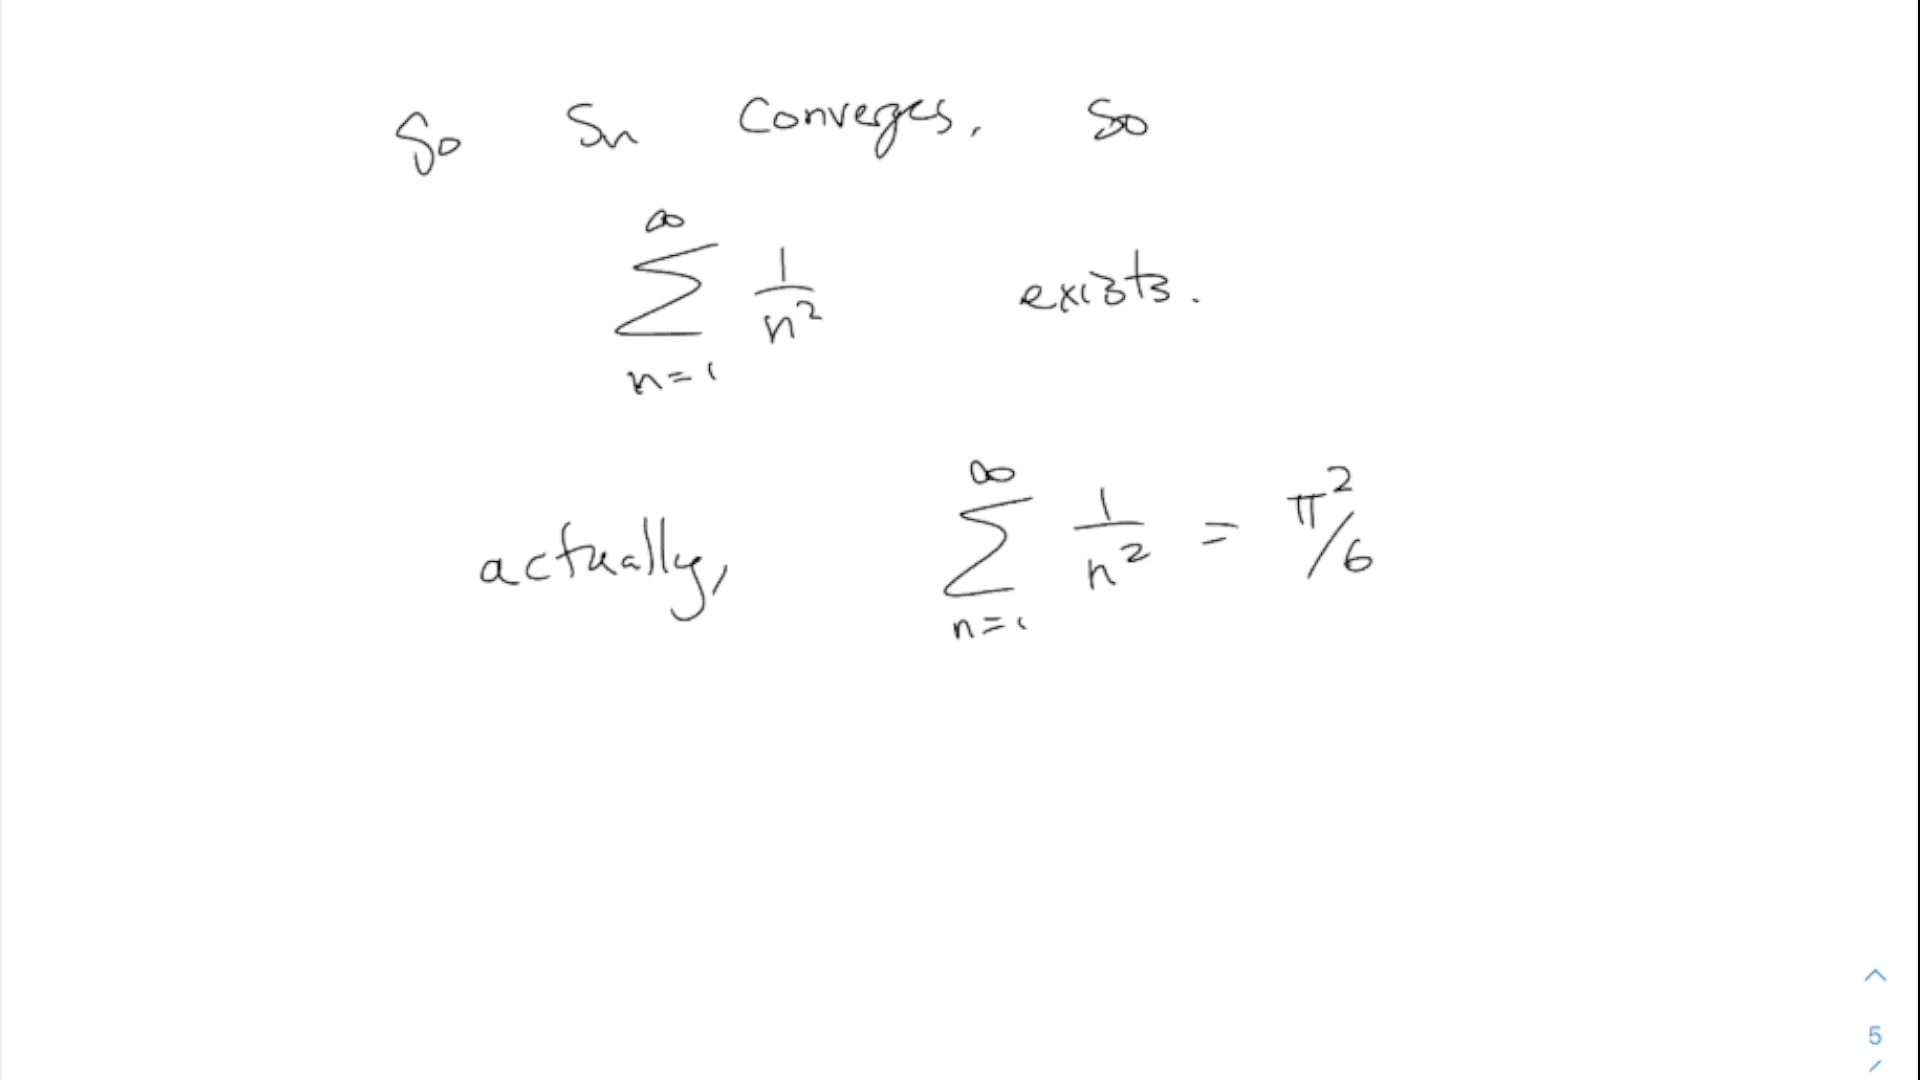 So Sn converges, so
∞
∑ 1/n² exists.
n=1
actually, ∞
∑ 1/n² = π²/6
n=1
5